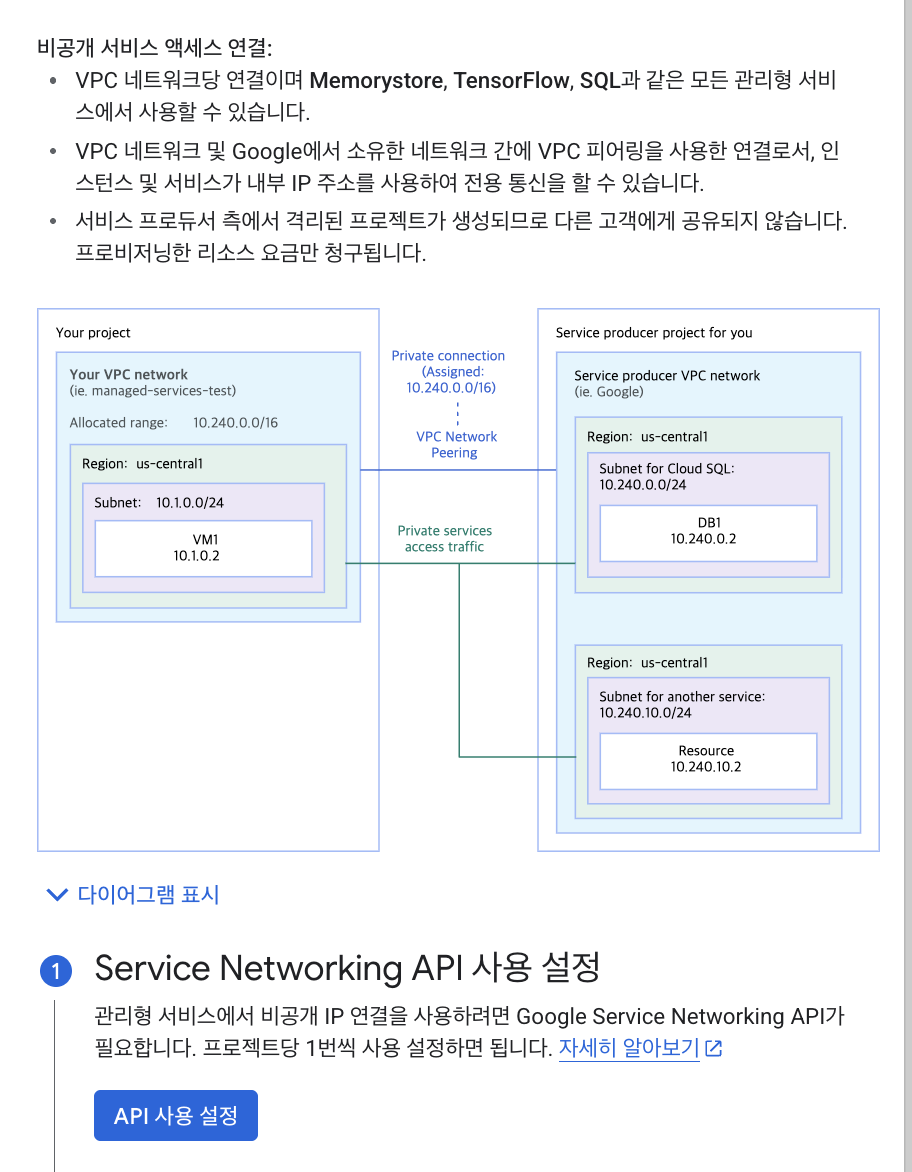 비공개 서비스 액세스 연결:
• VPC 네트워크당 연결이며 Memorystore, TensorFlow, SQL과 같은 모든 관리형 서비
스에서 사용할 수 있습니다.
• VPC 네트워크 및 Google에서 소유한 네트워크 간에 VPC 피어링을 사용한 연결로서, 인
스턴스 및 서비스가 내부 IP 주소를 사용하여 전용 통신을 할 수 있습니다.
• 서비스 프로듀서 측에서 격리된 프로젝트가 생성되므로 다른 고객에게 공유되지 않습니다.
프로비저닝한 리소스 요금만 청구됩니다.
Your project
Your VPC network
(ie. managed-services-test)
Allocated range: 10.240.0.0/16
Region: us-central1
Subnet: 10.1.0.0/24
VM1
10.1.0.2
Private connection
(Assigned:
10.240.0.0/16)
VPC Network
Peering
Private services
access traffic
Service producer project for you
Service producer VPC network
(ie. Google)
Region: us-central1
Subnet for Cloud SQL:
10.240.0.0/24
DB1
10.240.0.2
Region: us-central1
Subnet for another service:
10.240.10.0/24
Resource
10.240.10.2
다이어그램 표시
1 Service Networking API 사용 설정
관리형 서비스에서 비공개 IP 연결을 사용하려면 Google Service Networking API가
필요합니다. 프로젝트당 1번씩 사용 설정하면 됩니다. 자세히 알아보기
API 사용 설정